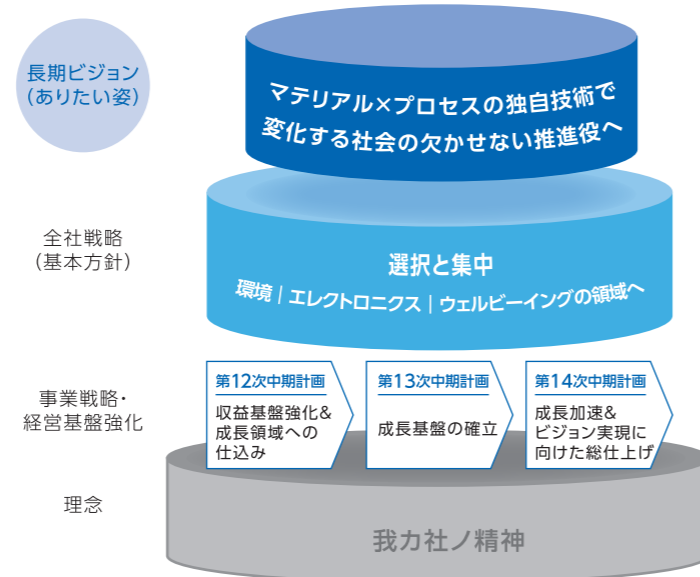 長期ビジョン
(ありたい姿)
マテリアル×プロセスの独自技術で
変化する社会の欠かせない推進役へ
全社戦略
(基本方針)
選択と集中
環境｜エレクトロニクス｜ウェルビーイングの領域へ
事業戦略・
経営基盤強化
第12次中期計画
収益基盤強化&
成長領域への
仕込み
第13次中期計画
成長基盤の確立
第14次中期計画
成長加速&
ビジョン実現に
向けた総仕上げ
理念
我カ社ノ精神